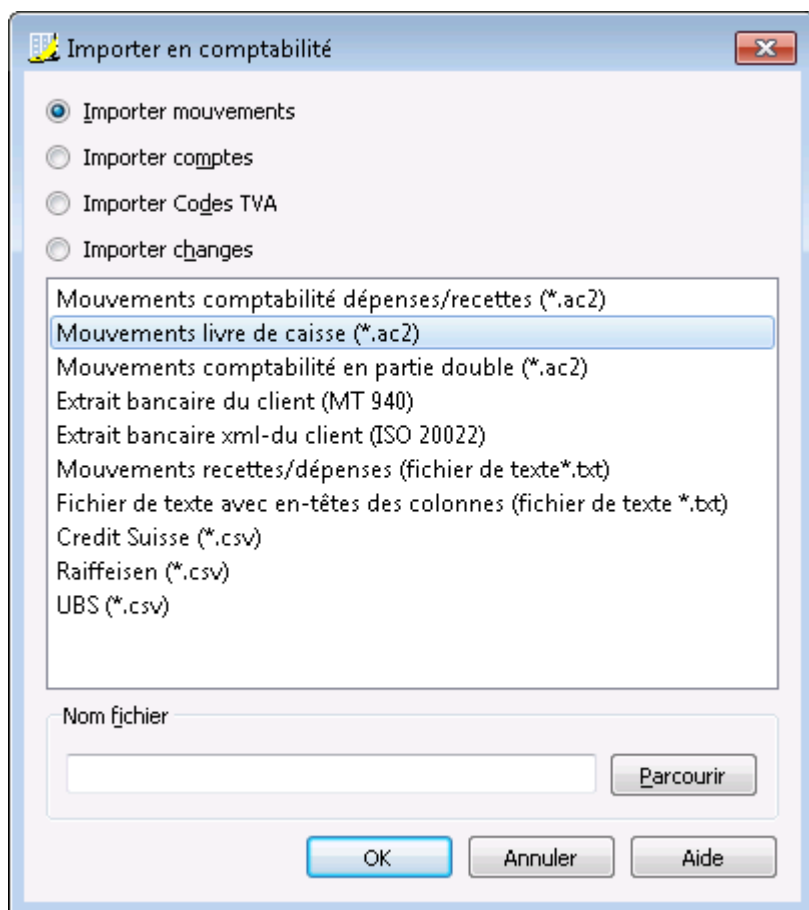 Importer en comptabilité
Importer mouvements
Importer comptes
Importer Codes TVA
Importer changes
Mouvements comptabilité dépenses/recettes (*.ac2)
Mouvements livre de caisse (*.ac2)
Mouvements comptabilité en partie double (*.ac2)
Extrait bancaire du client (MT 940)
Extrait bancaire xml-du client (ISO 20022)
Mouvements recettes/dépenses (fichier de texte*.txt)
Fichier de texte avec en-têtes des colonnes (fichier de texte *.txt)
Credit Suisse (*.csv)
Raiffeisen (*.csv)
UBS (*.csv)
Nom fichier
Parcourir
OK Annuler Aide